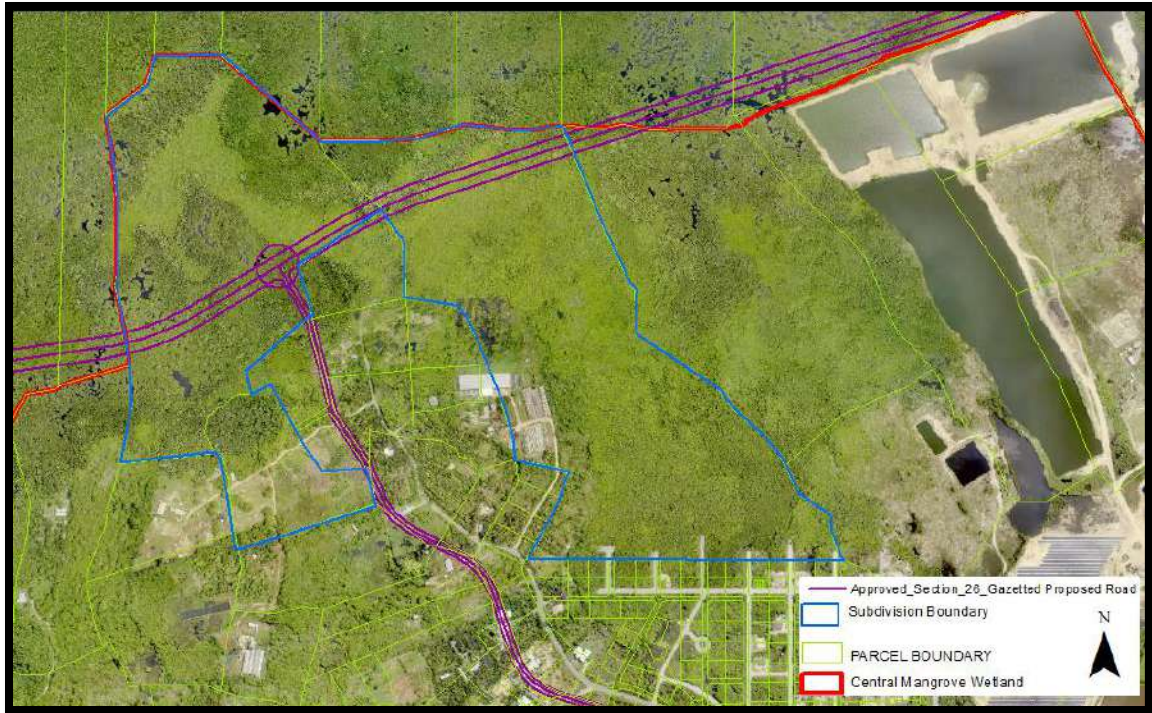 Approved_Section_26_Gazetted Proposed Road
Subdivision Boundary
N
PARCEL BOUNDARY
Central Mangrove Wetland